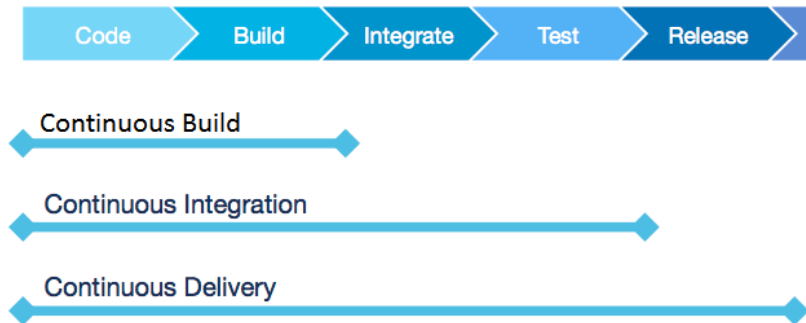 Code Build Integrate Test Release
Continuous Build
Continuous Integration
Continuous Delivery